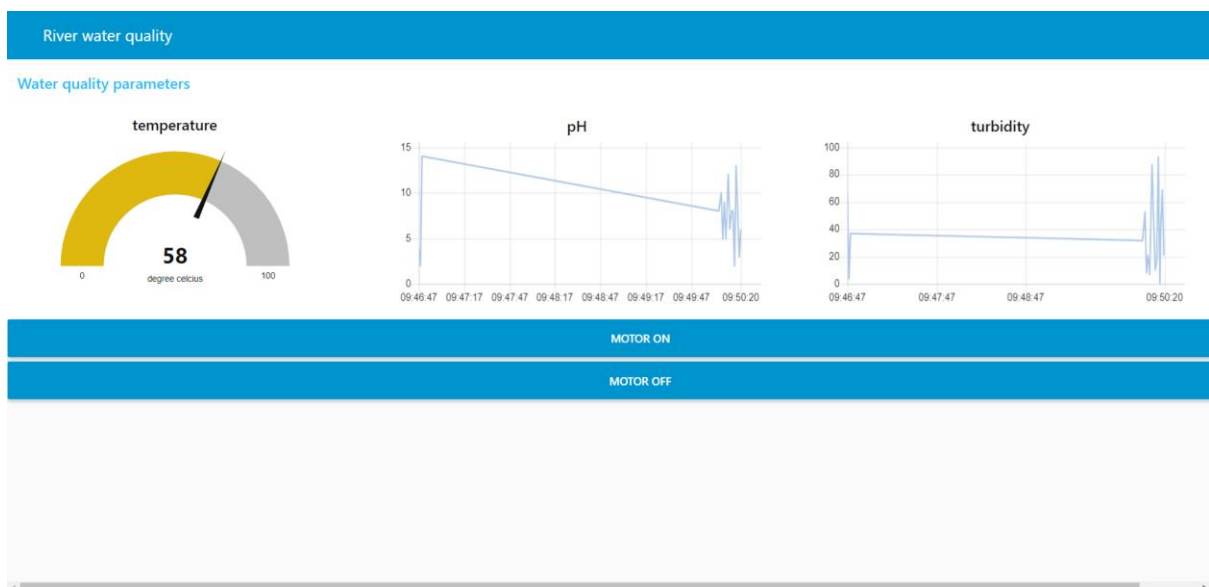 River water quality
Water quality parameters
temperature
58
degree celcius
0
100
pH
15
10
5
0
09:46:47 09:47:17 09:47:47 09:48:17 09:48:47 09:49:17 09:49:47 09:50:20
turbidity
100
80
60
40
20
0
09:46:47 09:47:47 09:48:47 09:50:20
MOTOR ON
MOTOR OFF